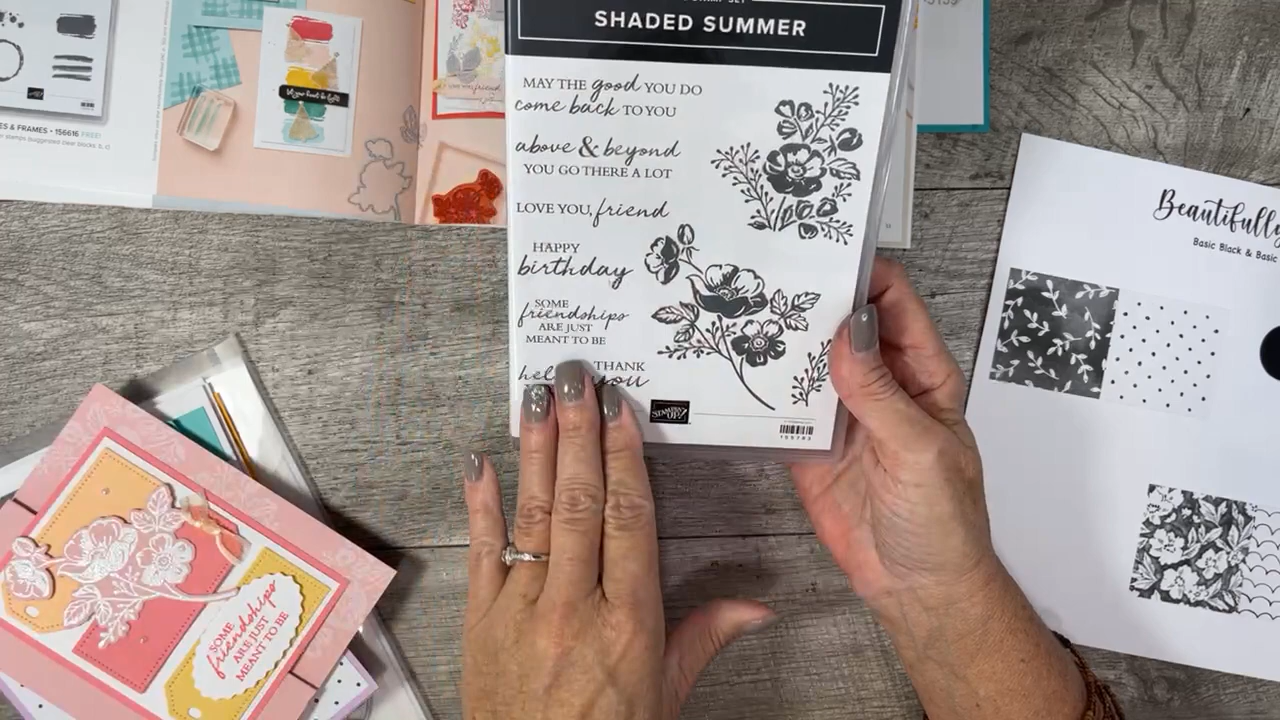 SHADED SUMMER
MAY THE good YOU DO
come back TO YOU
above & beyond
YOU GO THERE A LOT
LOVE YOU, friend
HAPPY
birthday
SOME
friendships
ARE JUST
MEANT TO BE
THANK
you
STAMPIN' UP!
& FRAMES • 156616 FREE!
Beautifully
Basic Black & Basic
SOME
friendships
ARE JUST
MEANT TO BE